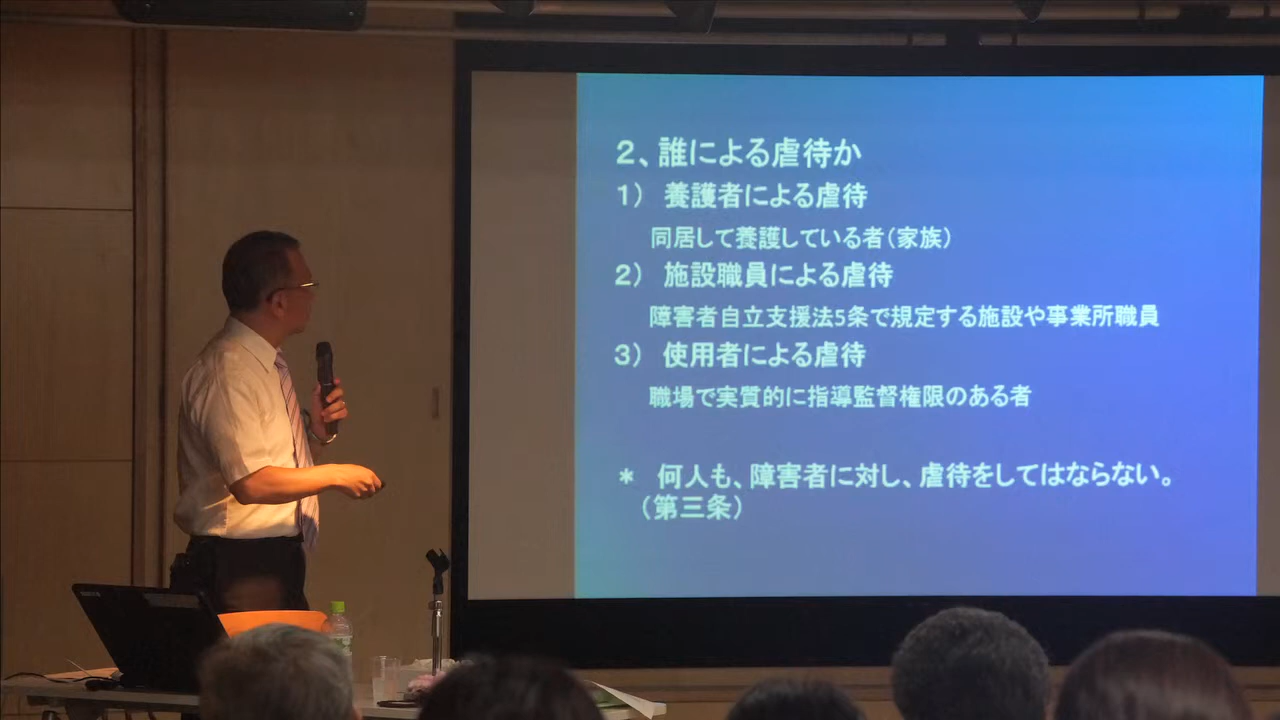 ２、誰による虐待か
１）　養護者による虐待
同居して養護している者（家族）
２）　施設職員による虐待
障害者自立支援法5条で規定する施設や事業所職員
３）　使用者による虐待
職場で実質的に指導監督権限のある者
＊　何人も、障害者に対し、虐待をしてはならない。
（第三条）